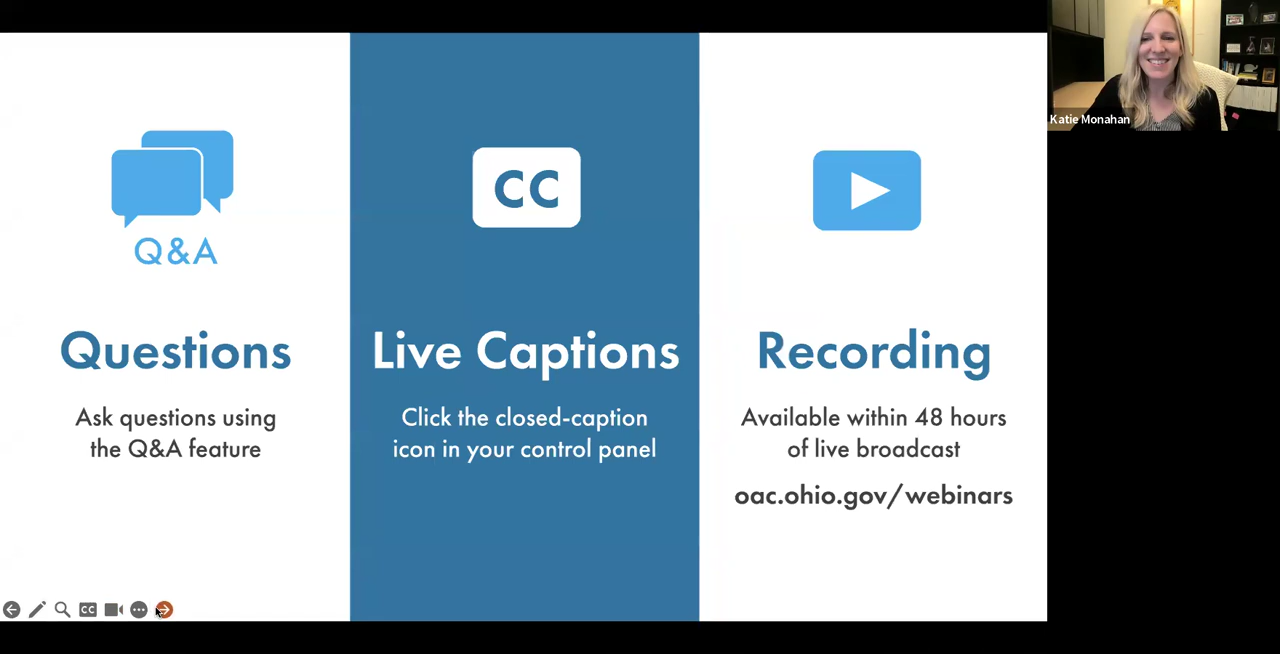 Q&A
Questions
Ask questions using
the Q&A feature
CC
Live Captions
Click the closed-caption
icon in your control panel
Recording
Available within 48 hours
of live broadcast
oac.ohio.gov/webinars
Katie Monahan
CC